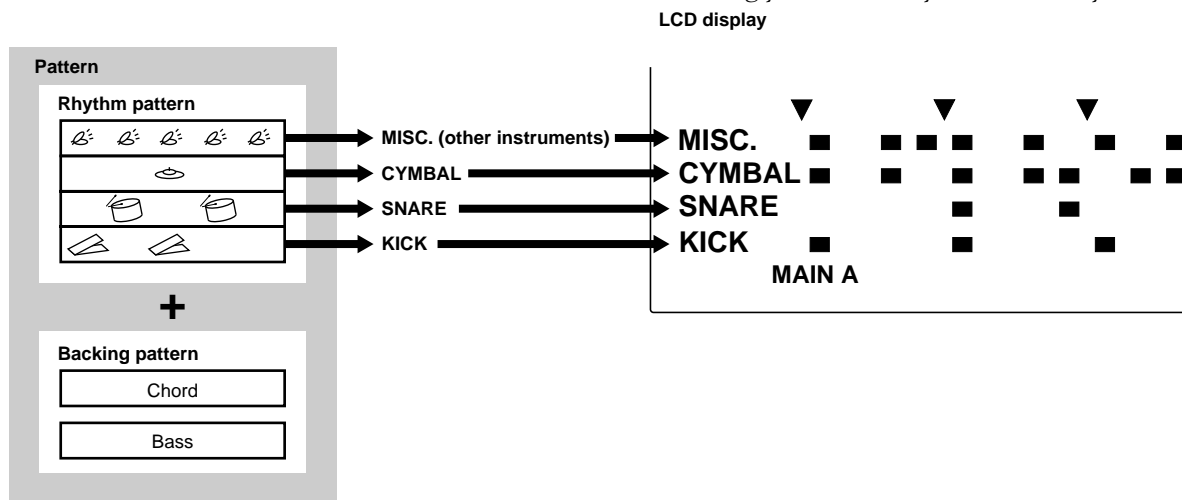 LCD display
Pattern
Rhythm pattern
MISC. (other instruments)
MISC.
CYMBAL
CYMBAL
SNARE
SNARE
KICK
KICK
MAIN A
+
Backing pattern
Chord
Bass